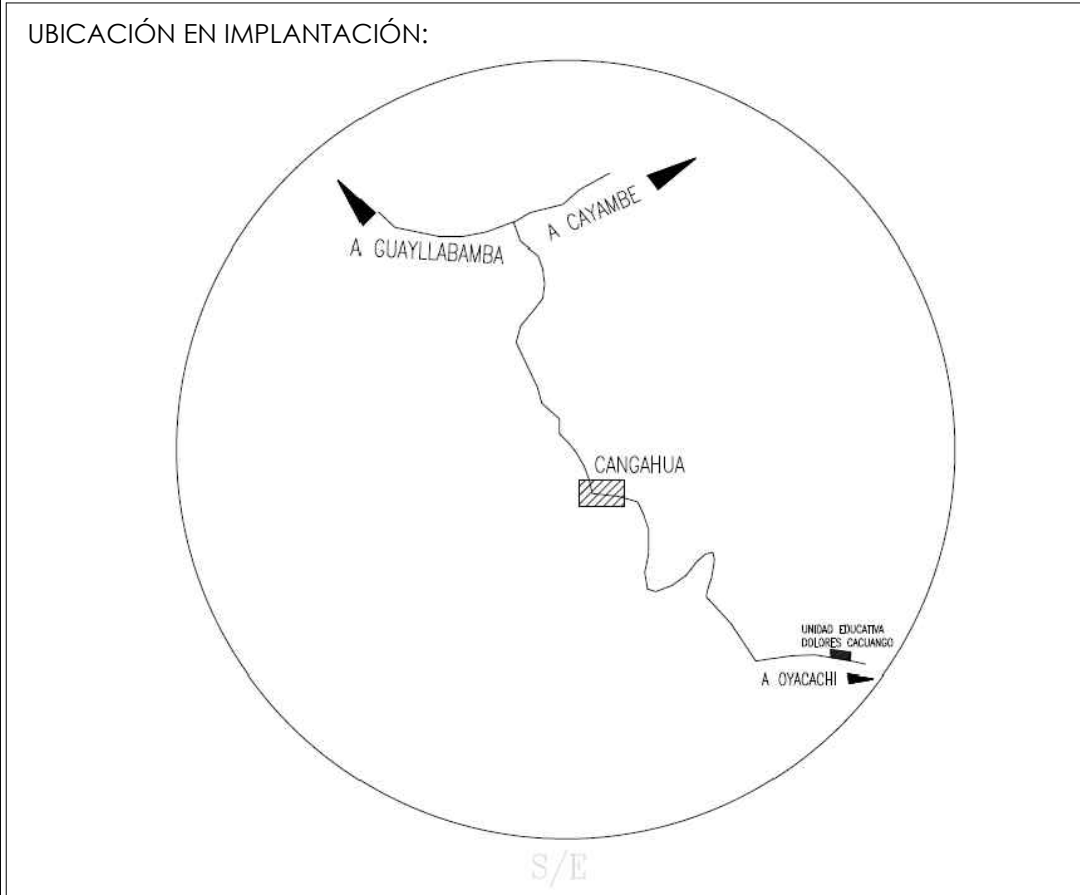 UBICACIÓN EN IMPLANTACIÓN:
A CAYAMBE
A GUAYLLABAMBA
CANGAHUA
UNIDAD EDUCATIVA
DOLORES CACUANGO
A OYACACHI
S/E